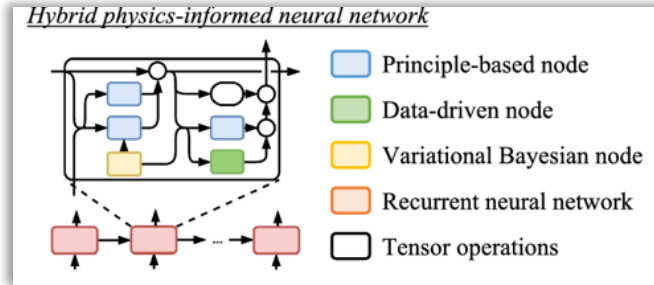 Hybrid physics-informed neural network
Principle-based node
Data-driven node
Variational Bayesian node
Recurrent neural network
...
Tensor operations